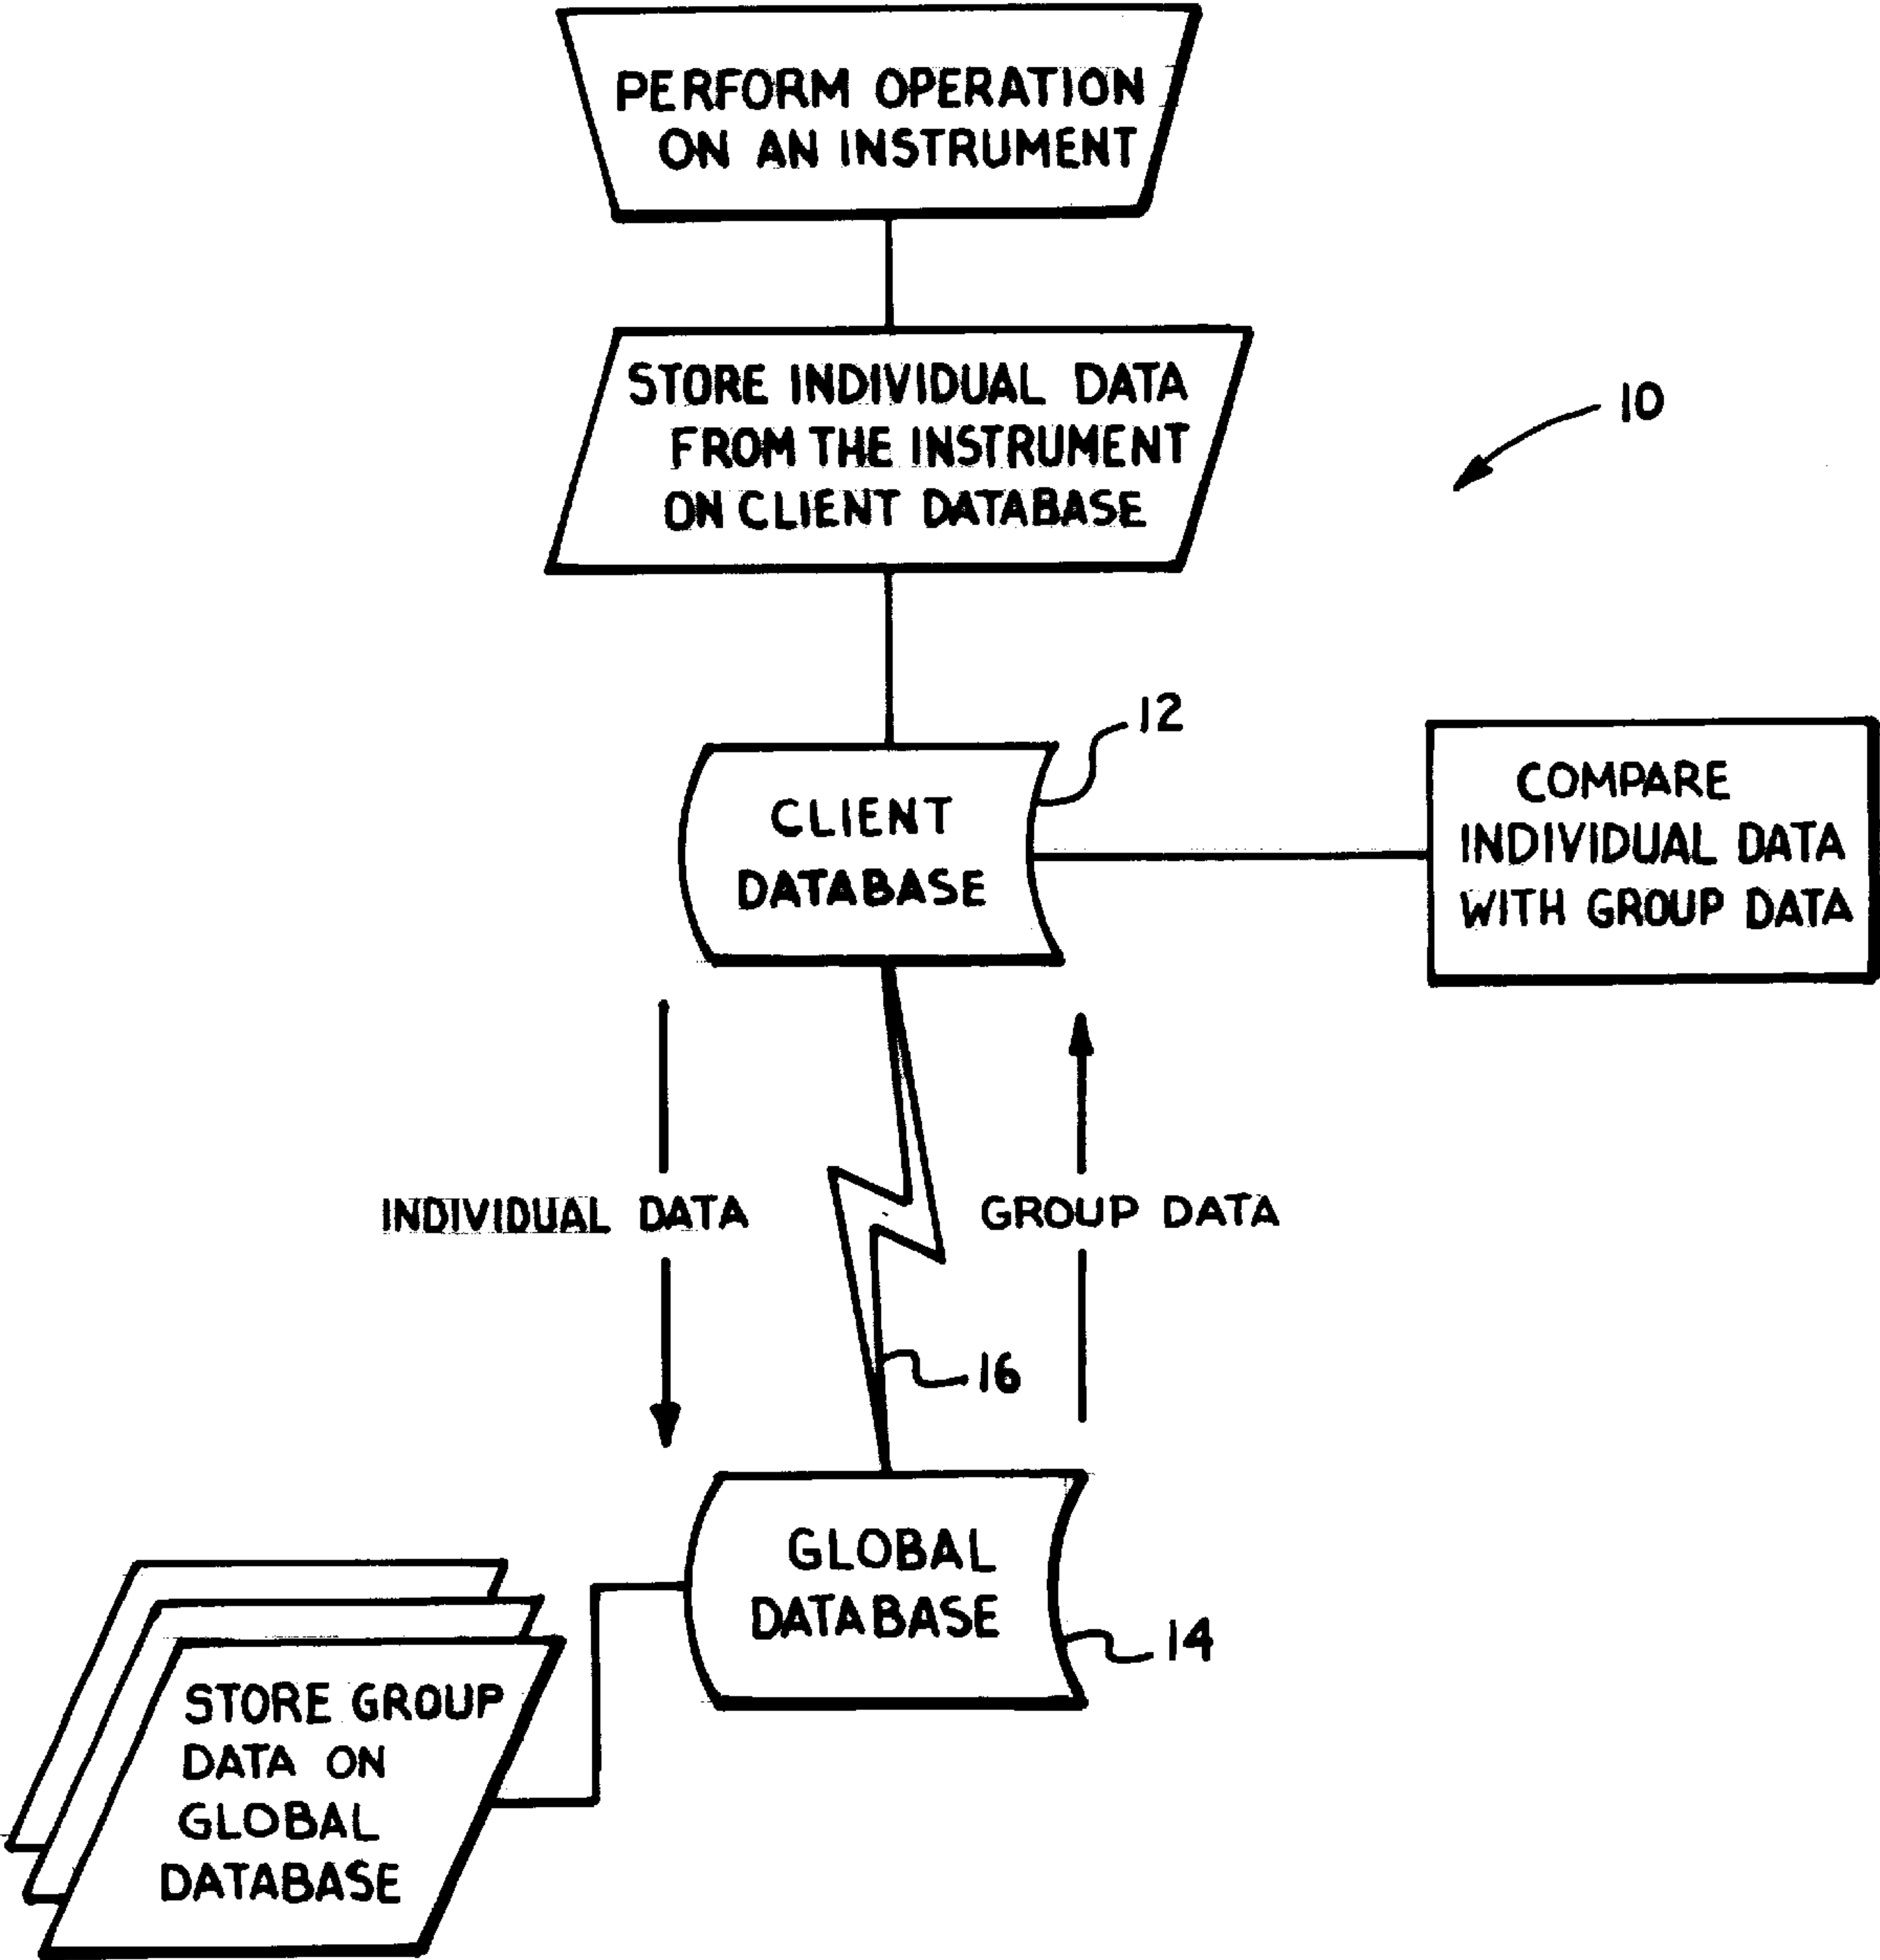 PERFORM OPERATION
ON AN INSTRUMENT
STORE INDIVIDUAL DATA
FROM THE INSTRUMENT
ON CLIENT DATABASE
10
12
CLIENT
DATABASE
COMPARE
INDIVIDUAL DATA
WITH GROUP DATA
INDIVIDUAL DATA
GROUP DATA
16
GLOBAL
DATABASE
14
STORE GROUP
DATA ON
GLOBAL
DATABASE